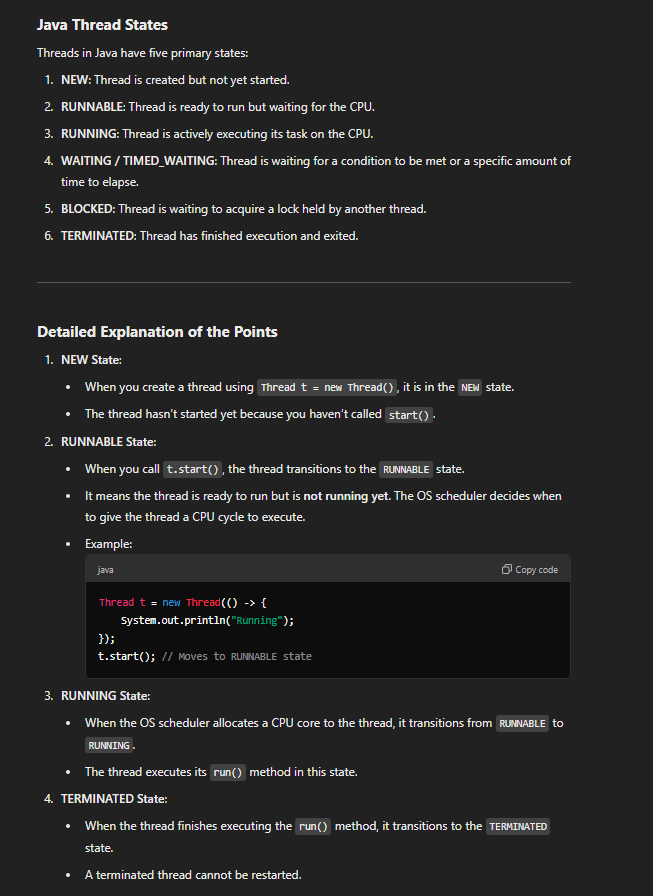 Java Thread States
Threads in Java have five primary states:
1. NEW: Thread is created but not yet started.
2. RUNNABLE: Thread is ready to run but waiting for the CPU.
3. RUNNING: Thread is actively executing its task on the CPU.
4. WAITING / TIMED_WAITING: Thread is waiting for a condition to be met or a specific amount of
time to elapse.
5. BLOCKED: Thread is waiting to acquire a lock held by another thread.
6. TERMINATED: Thread has finished execution and exited.
Detailed Explanation of the Points
1. NEW State:
• When you create a thread using Thread t = new Thread(), it is in the NEW state.
• The thread hasn't started yet because you haven't called start().
2. RUNNABLE State:
• When you call t.start(), the thread transitions to the RUNNABLE state.
• It means the thread is ready to run but is not running yet. The OS scheduler decides when
to give the thread a CPU cycle to execute.
• Example:
java Copy code
Thread t = new Thread(() -> {
    System.out.println("Running");
});
t.start(); // Moves to RUNNABLE state
3. RUNNING State:
• When the OS scheduler allocates a CPU core to the thread, it transitions from RUNNABLE to
RUNNING.
• The thread executes its run() method in this state.
4. TERMINATED State:
• When the thread finishes executing the run() method, it transitions to the TERMINATED
state.
• A terminated thread cannot be restarted.